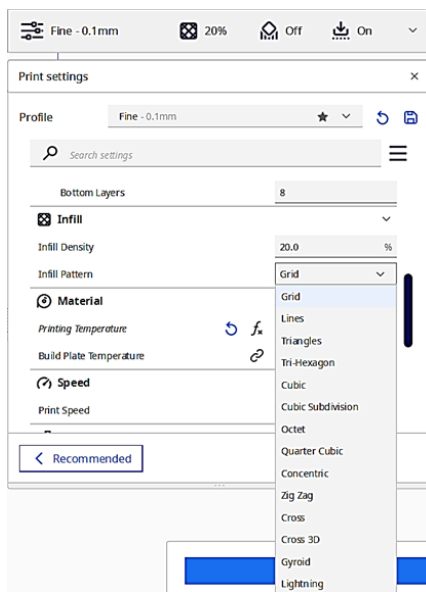 Fine - 0.1mm 20% Off On
Print settings ×
Profile Fine - 0.1mm
Search settings
Bottom Layers 8
Infill
Infill Density 20.0 %
Infill Pattern Grid
Grid
Material
Lines
Printing Temperature
Triangles
Build Plate Temperature
Tri-Hexagon
Speed
Cubic
Print Speed
Cubic Subdivision
Octet
Recommended
Quarter Cubic
Concentric
Zig Zag
Cross
Cross 3D
Gyroid
Lightning